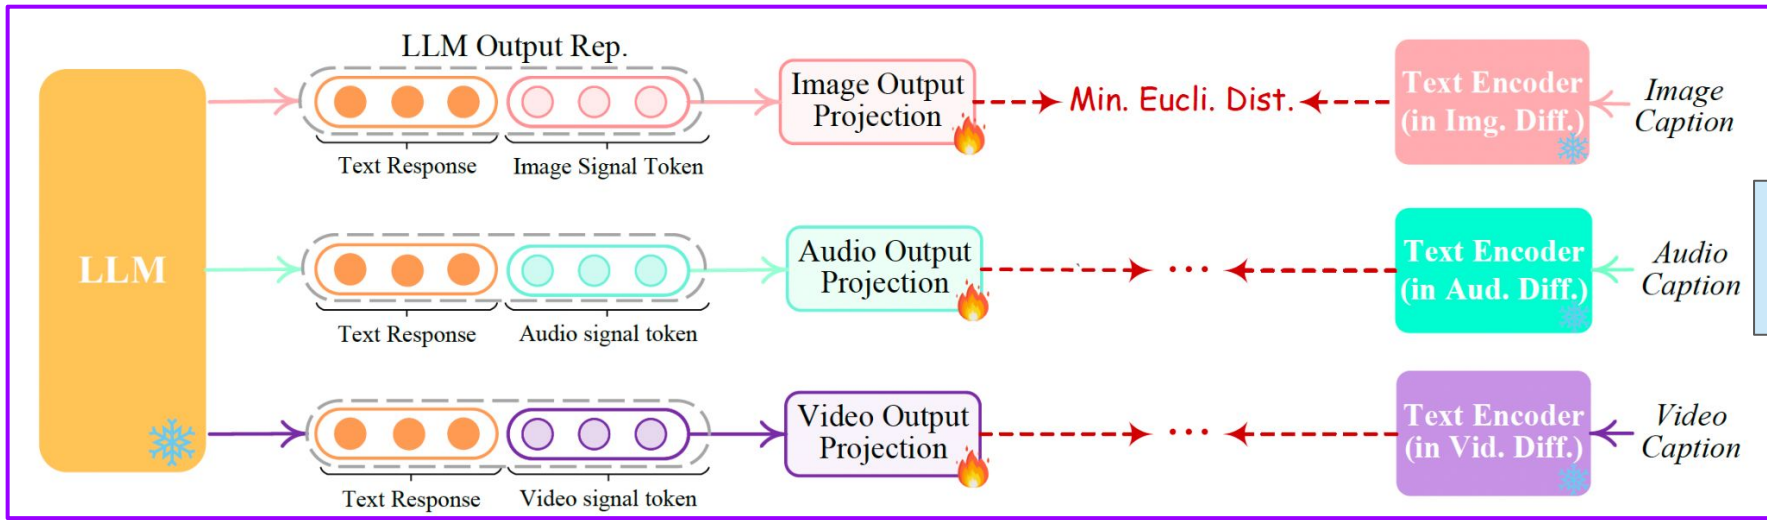 LLM Output Rep.
LLM
Text Response
Image Signal Token
Image Output
Projection
Min. Eucli. Dist.
Text Encoder
(in Img. Diff.)
Image
Caption
Text Response
Audio signal token
Audio Output
Projection
...
Text Encoder
(in Aud. Diff.)
Audio
Caption
Text Response
Video signal token
Video Output
Projection
...
Text Encoder
(in Vid. Diff.)
Video
Caption